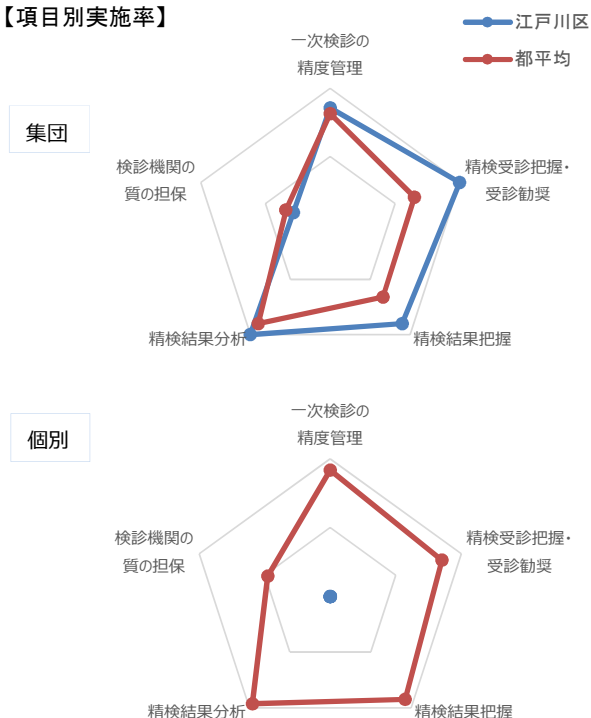 【項目別実施率】
江戸川区
都平均
集団
一次検診の
精度管理
精検受診把握・
受診勧奨
精検結果把握
精検結果分析
検診機関の
質の担保
個別
一次検診の
精度管理
精検受診把握・
受診勧奨
精検結果把握
精検結果分析
検診機関の
質の担保